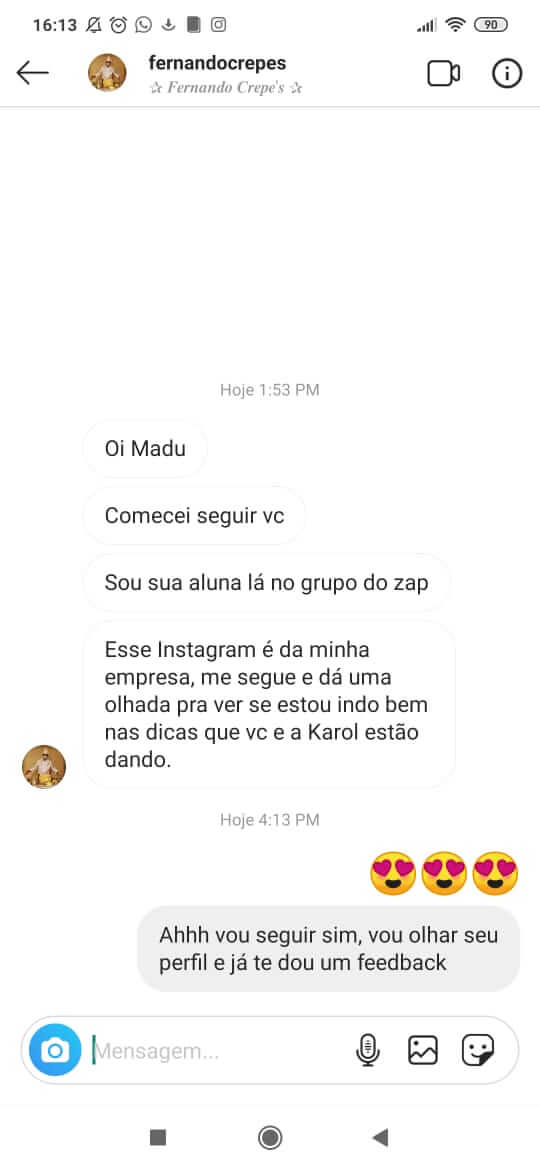 16:13
90
fernandocrepes
☆ Fernando Crepe's ☆
Hoje 1:53 PM
Oi Madu
Comecei seguir vc
Sou sua aluna lá no grupo do zap
Esse Instagram é da minha
empresa, me segue e dá uma
olhada pra ver se estou indo bem
nas dicas que vc e a Karol estão
dando.
Hoje 4:13 PM
😍😍😍
Ahhh vou seguir sim, vou olhar seu
perfil e já te dou um feedback
Mensagem...